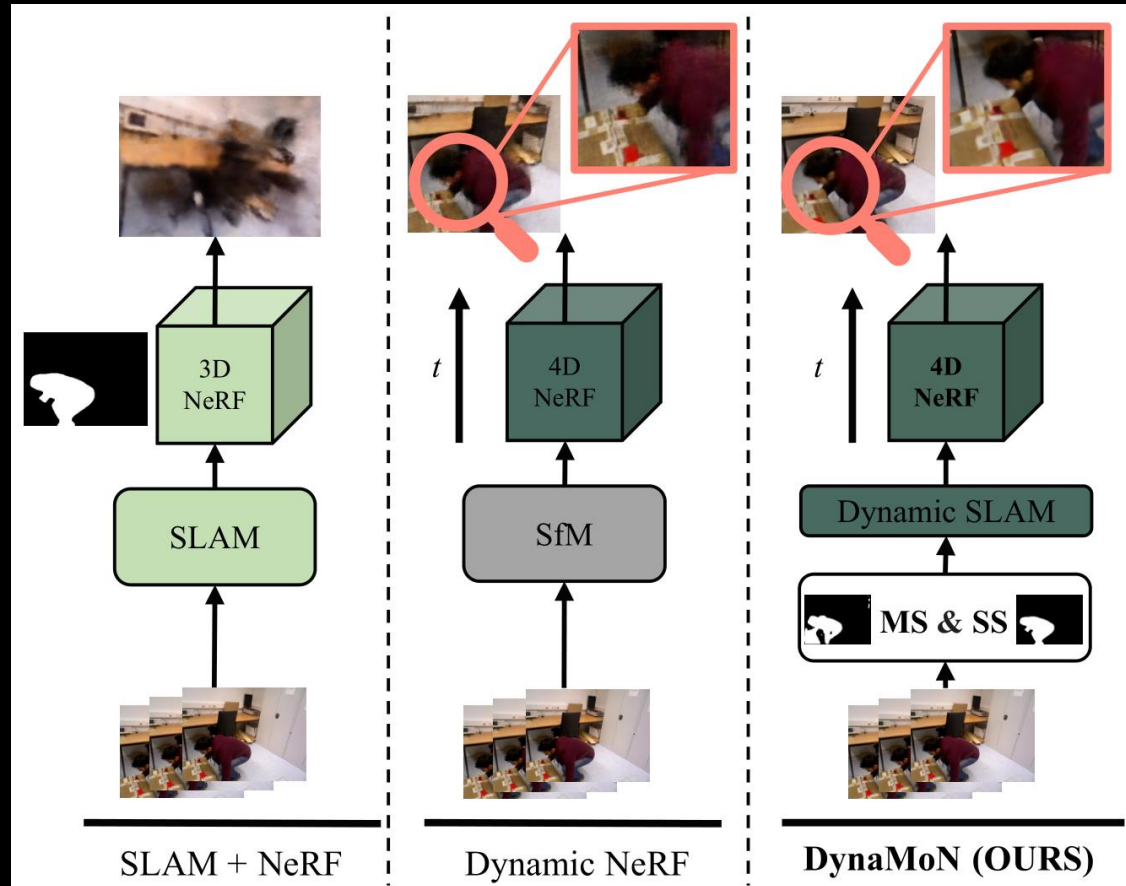 3D
NeRF
SLAM
SLAM + NeRF
t
4D
NeRF
SfM
Dynamic NeRF
t
4D
NeRF
Dynamic SLAM
MS & SS
DynaMoN (OURS)